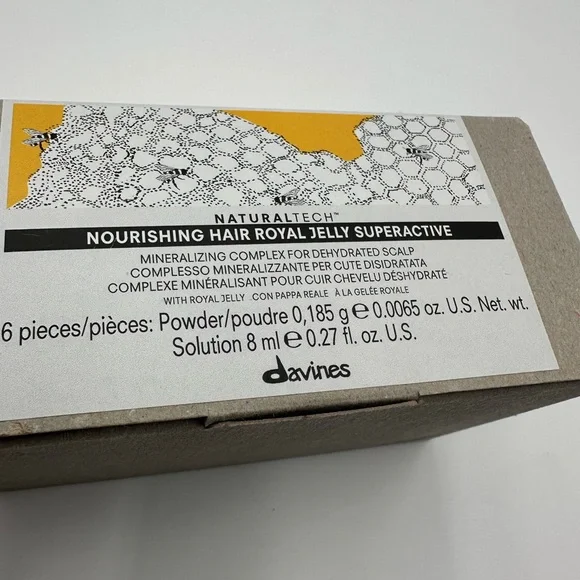 NATURALTECH™
NOURISHING HAIR ROYAL JELLY SUPERACTIVE
MINERALIZING COMPLEX FOR DEHYDRATED SCALP
COMPLESSO MINERALIZZANTE PER CUTE DISIDRATATA
COMPLEXE MINÉRALISANT POUR CUIR CHEVELU DÉSHYDRATÉ
WITH ROYAL JELLY CON PAPPA REALE À LA GELÉE ROYALE
6 pieces/pièces: Powder/poudre 0,185 g ℮ 0.0065 oz. U.S. Net. wt.
Solution 8 ml ℮ 0.27 fl. oz. U.S.
davines